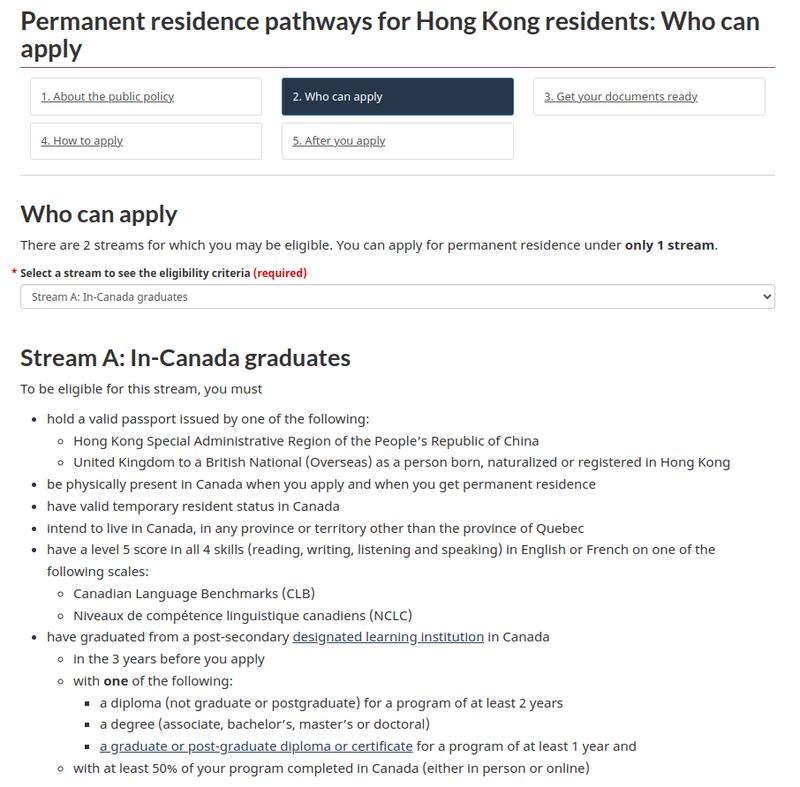 Permanent residence pathways for Hong Kong residents: Who can
apply
1. About the public policy
2. Who can apply
3. Get your documents ready
4. How to apply
5. After you apply
Who can apply
There are 2 streams for which you may be eligible. You can apply for permanent residence under only 1 stream.
* Select a stream to see the eligibility criteria (required)
Stream A: In-Canada graduates
Stream A: In-Canada graduates
To be eligible for this stream, you must
• hold a valid passport issued by one of the following:
◦ Hong Kong Special Administrative Region of the People’s Republic of China
◦ United Kingdom to a British National (Overseas) as a person born, naturalized or registered in Hong Kong
• be physically present in Canada when you apply and when you get permanent residence
• have valid temporary resident status in Canada
• intend to live in Canada, in any province or territory other than the province of Quebec
• have a level 5 score in all 4 skills (reading, writing, listening and speaking) in English or French on one of the
following scales:
◦ Canadian Language Benchmarks (CLB)
◦ Niveaux de compétence linguistique canadiens (NCLC)
• have graduated from a post-secondary designated learning institution in Canada
◦ in the 3 years before you apply
◦ with one of the following:
▪ a diploma (not graduate or postgraduate) for a program of at least 2 years
▪ a degree (associate, bachelor’s, master’s or doctoral)
▪ a graduate or post-graduate diploma or certificate for a program of at least 1 year and
◦ with at least 50% of your program completed in Canada (either in person or online)